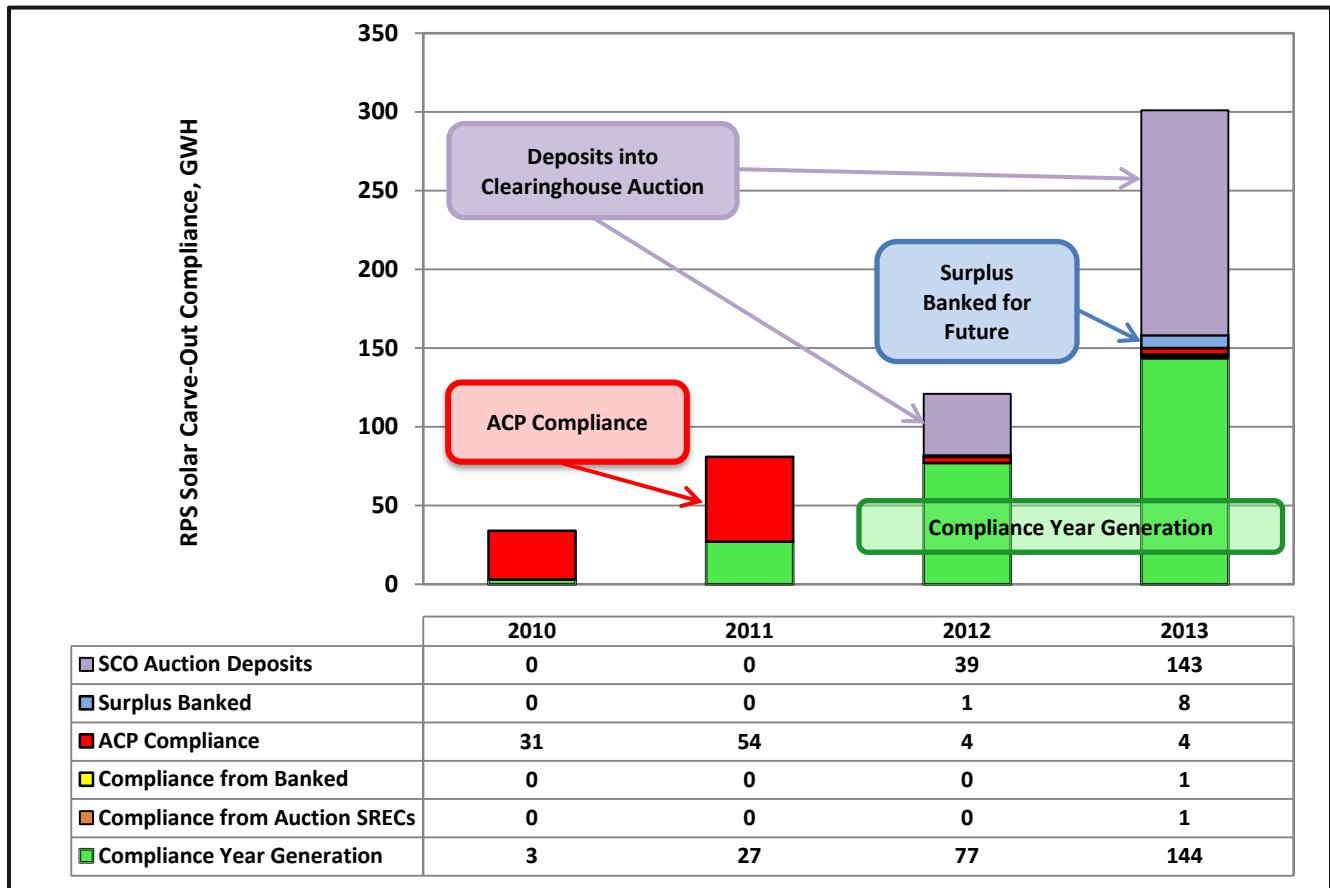 RPS Solar Carve-Out Compliance, GWH
350
300
250
200
150
100
50
0
Deposits into
Clearinghouse Auction
Surplus
Banked for
Future
ACP Compliance
Compliance Year Generation
2010 2011 2012 2013
SCO Auction Deposits 0 0 39 143
Surplus Banked 0 0 1 8
ACP Compliance 31 54 4 4
Compliance from Banked 0 0 0 1
Compliance from Auction SRECs 0 0 0 1
Compliance Year Generation 3 27 77 144